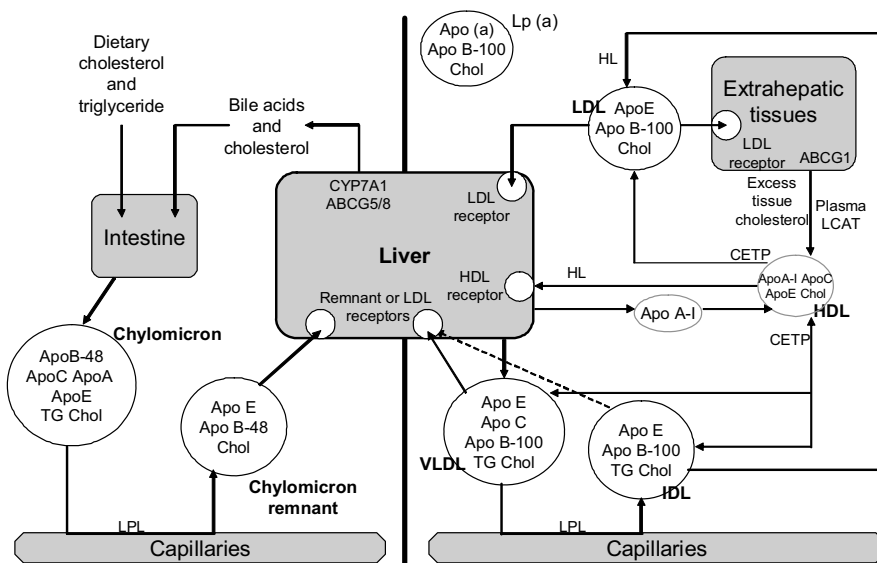 Dietary
cholesterol
and
triglyceride
Bile acids
and
cholesterol
Intestine
CYP7A1
ABCG5/8
Liver
LDL
receptor
HDL
receptor
Remnant or LDL
receptors
Chylomicron
ApoB-48
ApoC ApoA
ApoE
TG Chol
Apo E
Apo B-48
Chol
Chylomicron
remnant
LPL
Capillaries
Apo (a)
Apo B-100
Chol
Lp (a)
HL
LDL
ApoE
Apo B-100
Chol
Extrahepatic
tissues
LDL
receptor
ABCG1
Excess
tissue
cholesterol
Plasma
LCAT
CETP
HL
ApoA-I ApoC
ApoE Chol
HDL
Apo A-I
CETP
Apo E
Apo C
Apo B-100
TG Chol
VLDL
Apo E
Apo B-100
TG Chol
IDL
LPL
Capillaries